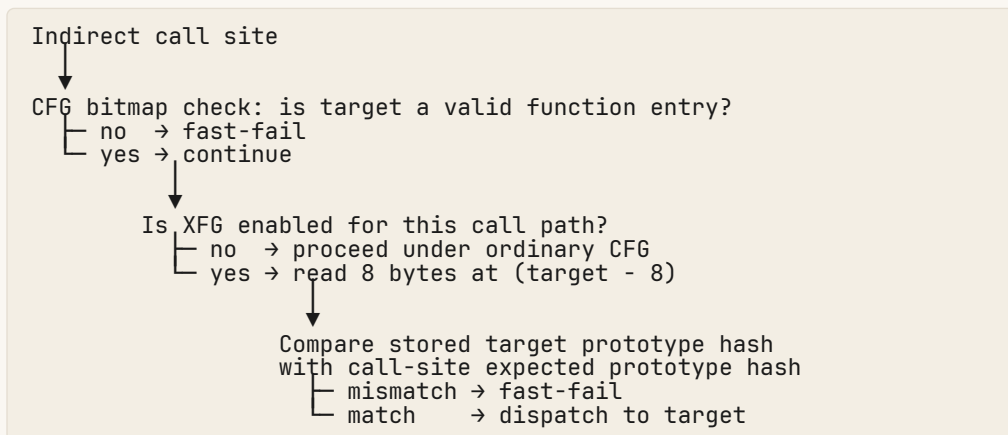 Indirect call site
CFG bitmap check: is target a valid function entry?
├─ no  → fast-fail
└─ yes → continue
Is XFG enabled for this call path?
├─ no  → proceed under ordinary CFG
└─ yes → read 8 bytes at (target - 8)
Compare stored target prototype hash
with call-site expected prototype hash
├─ mismatch → fast-fail
└─ match    → dispatch to target